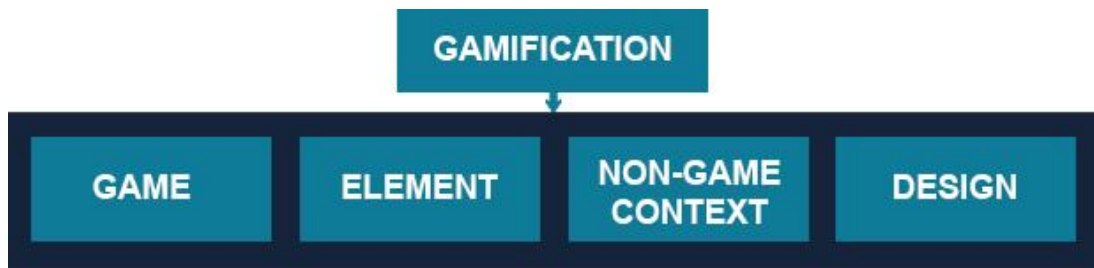 GAMIFICATION
GAME
ELEMENT
NON-GAME
CONTEXT
DESIGN